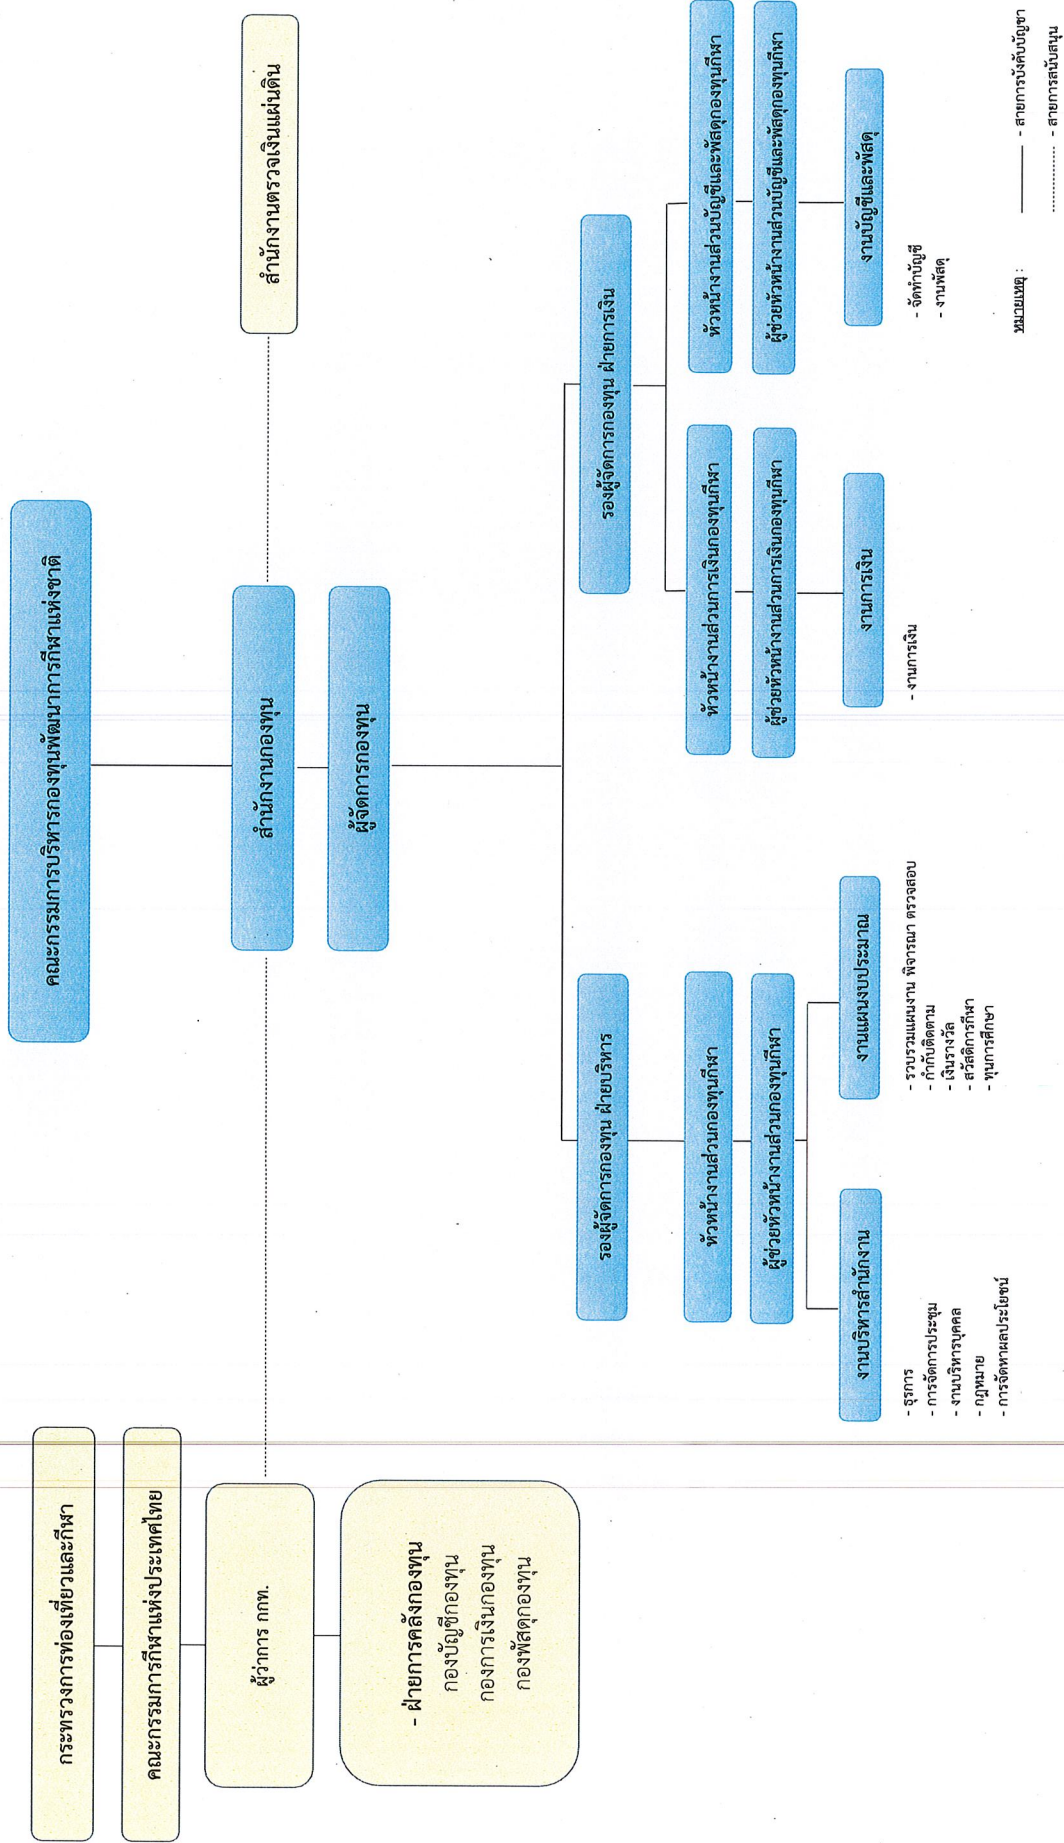 คณะกรรมการบริหารกองทุนพัฒนาการกีฬาแห่งชาติ
กระทรวงการท่องเที่ยวและกีฬา
คณะกรรมการกีฬาแห่งประเทศไทย
ผู้ว่าการ กกท.
- ฝ่ายการคลังกองทุน
กองบัญชีกองทุน
กองการเงินกองทุน
กองพัสดุกองทุน
สำนักงานกองทุน
สำนักงานตรวจเงินแผ่นดิน
ผู้จัดการกองทุน
รองผู้จัดการกองทุน ฝ่ายบริหาร
หัวหน้างานส่วนกองทุนกีฬา
ผู้ช่วยหัวหน้างานส่วนกองทุนกีฬา
งานบริหารสำนักงาน
- ธุรการ
- การจัดการประชุม
- งานบริหารบุคคล
- กฎหมาย
- การจัดหาผลประโยชน์
งานแผนงบประมาณ
- รวบรวมแผนงาน พิจารณา ตรวจสอบ
- กำกับติดตาม
- เงินรางวัล
- สวัสดิการกีฬา
- ทุนการศึกษา
รองผู้จัดการกองทุน ฝ่ายการเงิน
หัวหน้างานส่วนการเงินกองทุนกีฬา
ผู้ช่วยหัวหน้างานส่วนการเงินกองทุนกีฬา
งานการเงิน
- งานการเงิน
หัวหน้างานส่วนบัญชีและพัสดุกองทุนกีฬา
ผู้ช่วยหัวหน้างานส่วนบัญชีและพัสดุกองทุนกีฬา
งานบัญชีและพัสดุ
- จัดทำบัญชี
- งานพัสดุ
หมายเหตุ :
- สายการบังคับบัญชา
- สายการสนับสนุน